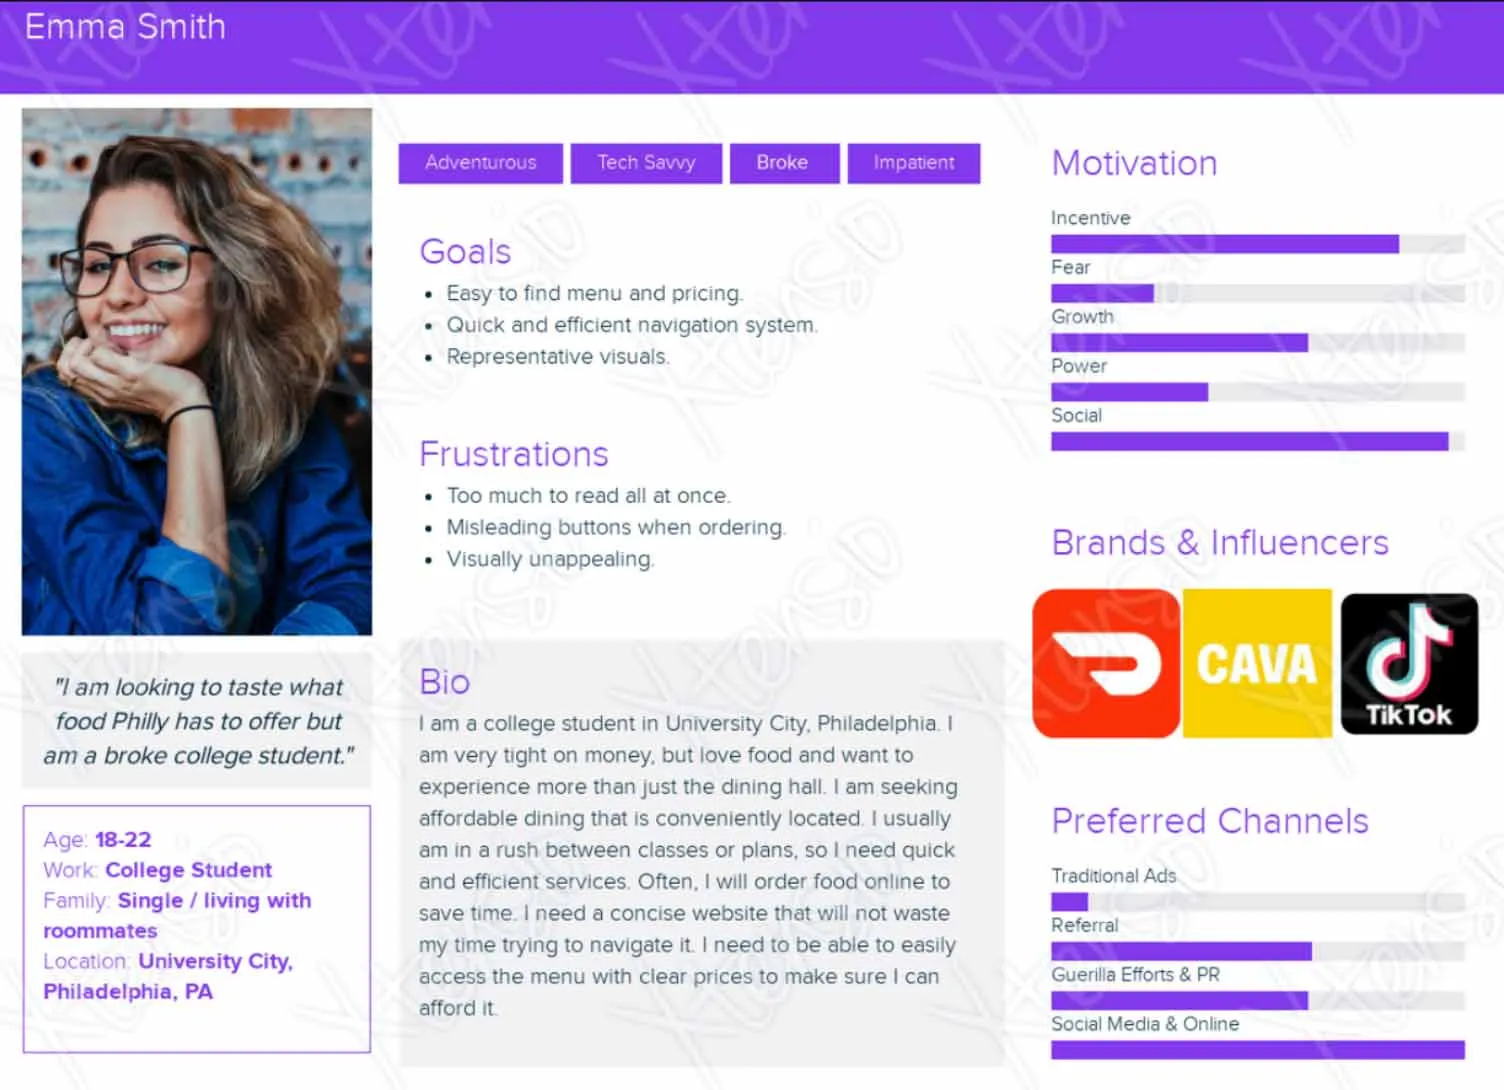 Emma Smith
Adventurous
Tech Savvy
Broke
Impatient
Goals
• Easy to find menu and pricing.
• Quick and efficient navigation system.
• Representative visuals.
Frustrations
• Too much to read all at once.
• Misleading buttons when ordering.
• Visually unappealing.
"I am looking to taste what
food Philly has to offer but
am a broke college student."
Age: 18-22
Work: College Student
Family: Single / living with
roommates
Location: University City,
Philadelphia, PA
Bio
I am a college student in University City, Philadelphia. I
am very tight on money, but love food and want to
experience more than just the dining hall. I am seeking
affordable dining that is conveniently located. I usually
am in a rush between classes or plans, so I need quick
and efficient services. Often, I will order food online to
save time. I need a concise website that will not waste
my time trying to navigate it. I need to be able to easily
access the menu with clear prices to make sure I can
afford it.
Motivation
Incentive
Fear
Growth
Power
Social
Brands & Influencers
CAVA
TikTok
Preferred Channels
Traditional Ads
Referral
Guerilla Efforts & PR
Social Media & Online
Xtensio